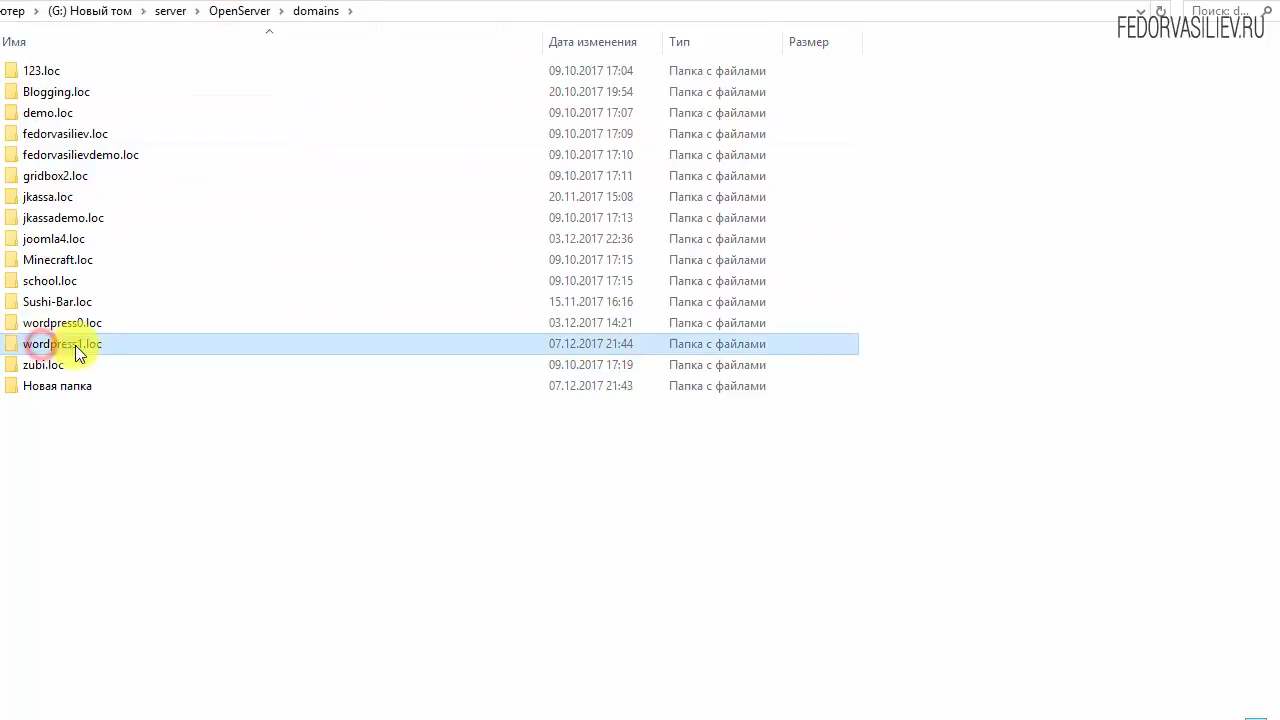 ютер > (G:) Новый том > server > OpenServer > domains >
Поиск: d...
FEDORVASILIEV.RU
Имя Дата изменения Тип Размер
123.loc 09.10.2017 17:04 Папка с файлами
Blogging.loc 20.10.2017 19:54 Папка с файлами
demo.loc 09.10.2017 17:07 Папка с файлами
fedorvasiliev.loc 09.10.2017 17:09 Папка с файлами
fedorvasilievdemo.loc 09.10.2017 17:10 Папка с файлами
gridbox2.loc 09.10.2017 17:11 Папка с файлами
jkassa.loc 20.11.2017 15:08 Папка с файлами
jkassademo.loc 09.10.2017 17:13 Папка с файлами
joomla4.loc 03.12.2017 22:36 Папка с файлами
Minecraft.loc 09.10.2017 17:15 Папка с файлами
school.loc 09.10.2017 17:15 Папка с файлами
Sushi-Bar.loc 15.11.2017 16:16 Папка с файлами
wordpress0.loc 03.12.2017 14:21 Папка с файлами
wordpress1.loc 07.12.2017 21:44 Папка с файлами
zubi.loc 09.10.2017 17:19 Папка с файлами
Новая папка 07.12.2017 21:43 Папка с файлами